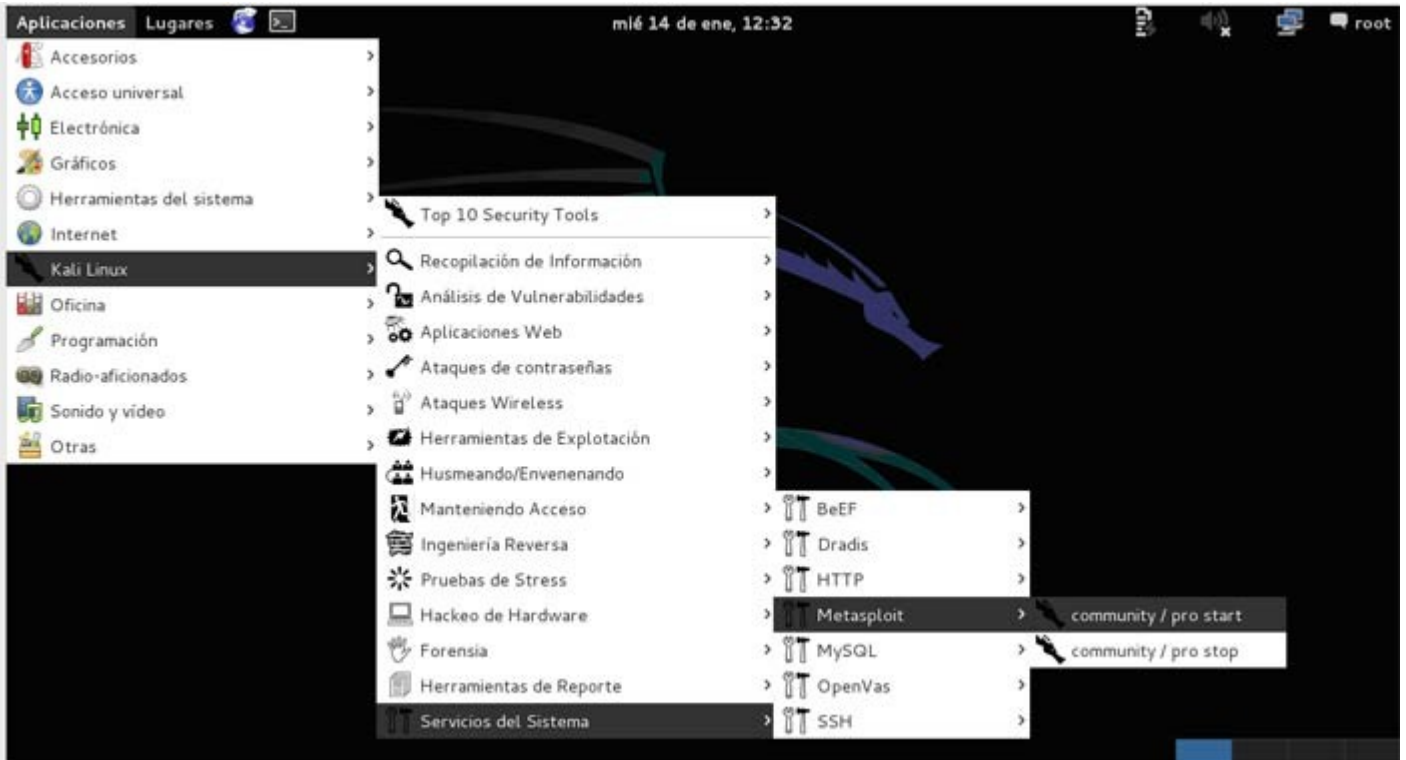 Aplicaciones Lugares mié 14 de ene, 12:32 root
Accesorios
Acceso universal
Electrónica
Gráficos
Herramientas del sistema
Internet
Kali Linux
Oficina
Programación
Radio-aficionados
Sonido y vídeo
Otras
Top 10 Security Tools
Recopilación de Información
Análisis de Vulnerabilidades
Aplicaciones Web
Ataques de contraseñas
Ataques Wireless
Herramientas de Explotación
Husmeando/Envenenando
Manteniendo Acceso
Ingeniería Reversa
Pruebas de Stress
Hackeo de Hardware
Forensia
Herramientas de Reporte
Servicios del Sistema
BeEF
Dradis
HTTP
Metasploit
MySQL
OpenVas
SSH
community / pro start
community / pro stop